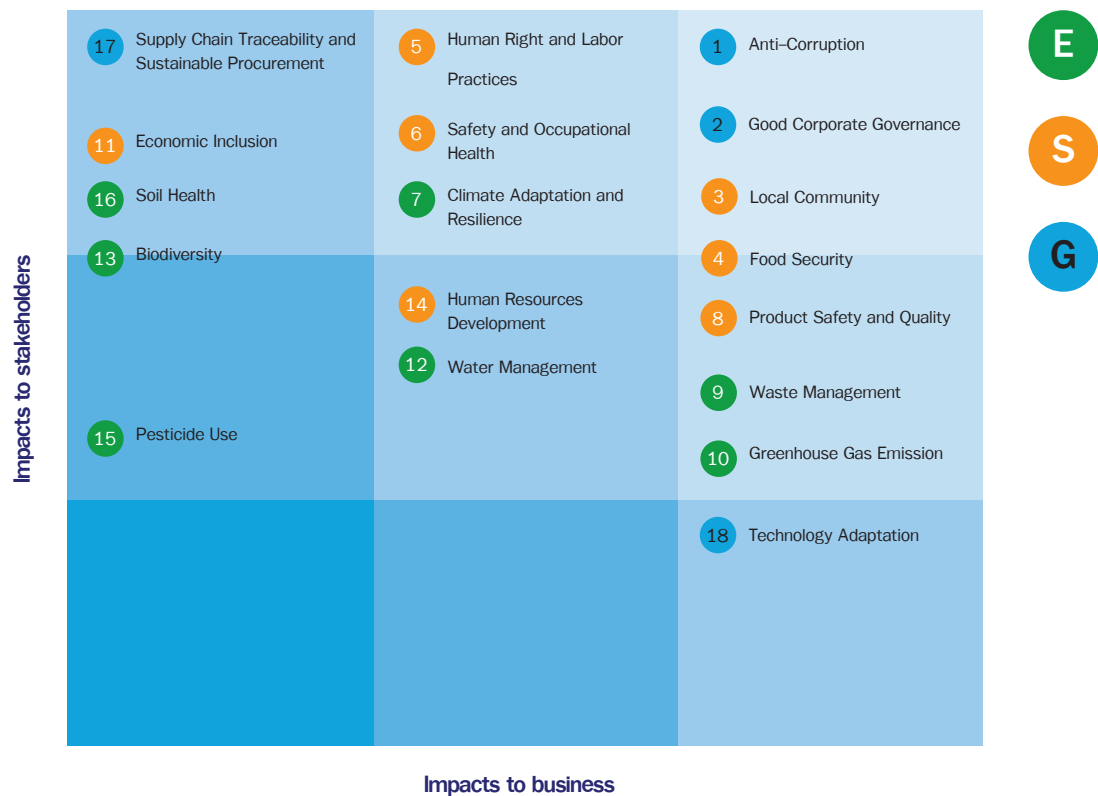 17
Supply Chain Traceability and
Sustainable Procurement
11
Economic Inclusion
16
Soil Health
13
Biodiversity
15
Pesticide Use
5
Human Right and Labor
Practices
6
Safety and Occupational
Health
7
Climate Adaptation and
Resilience
14
Human Resources
Development
12
Water Management
1
Anti–Corruption
2
Good Corporate Governance
3
Local Community
4
Food Security
8
Product Safety and Quality
9
Waste Management
10
Greenhouse Gas Emission
18
Technology Adaptation
E
S
G
Impacts to stakeholders
Impacts to business